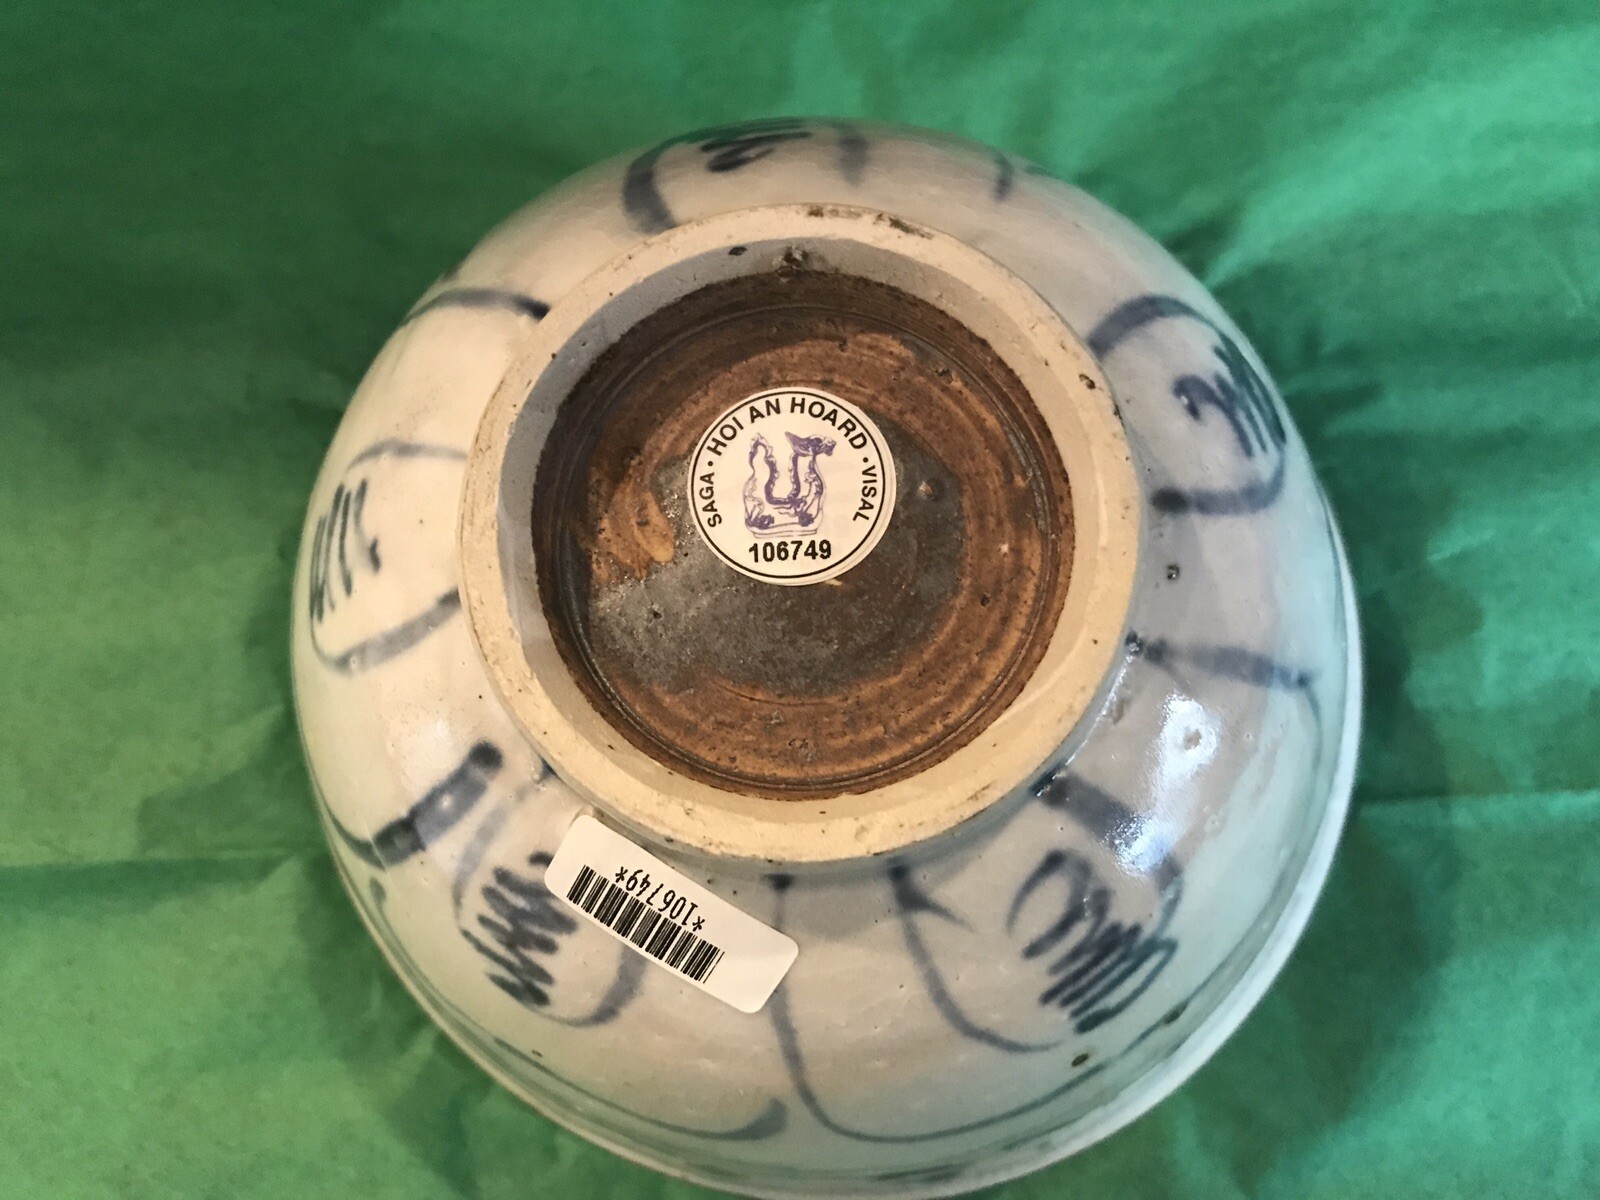 SAGA · HOI AN HOARD · VISAL
106749
*106749*